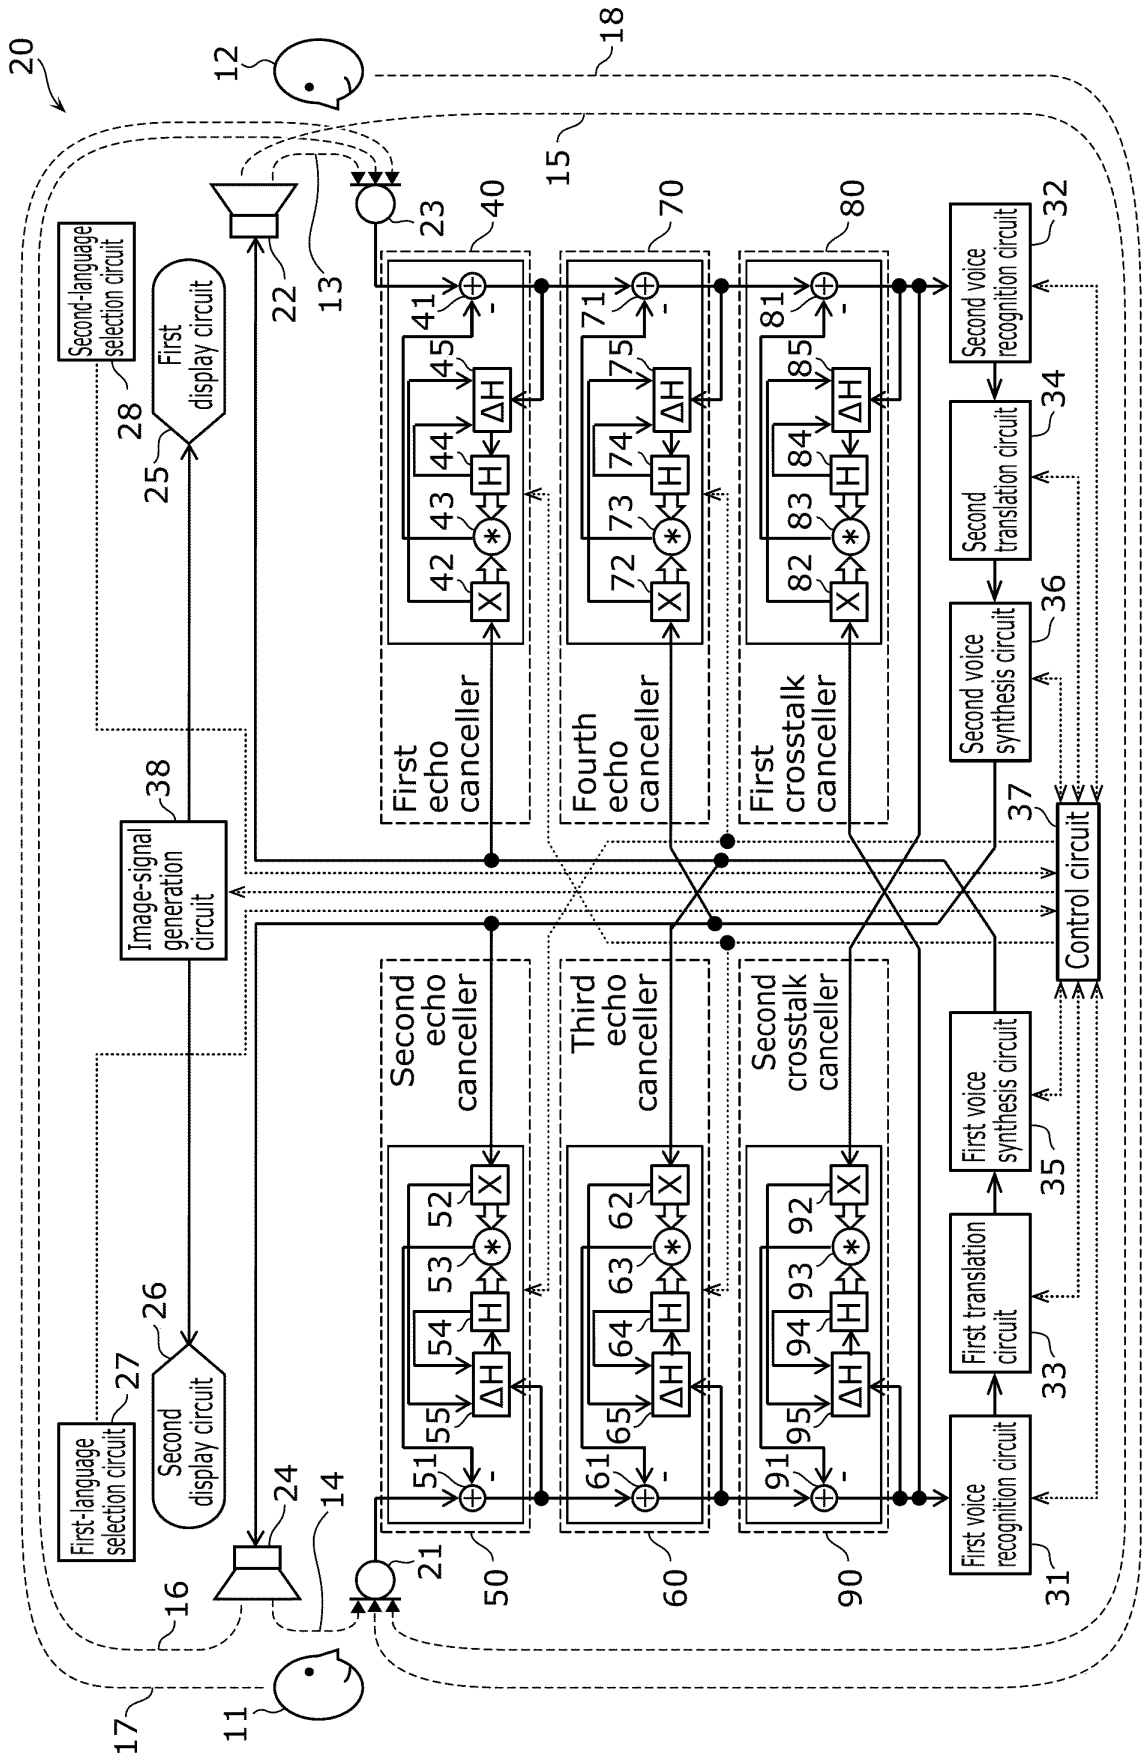 20
17
16
18
11
12
First-language
selection circuit
27
Second-language
selection circuit
28
Second
display circuit
26
Image-signal
generation
circuit
38
First
display circuit
25
24
14
22
13
15
21
23
50
Second
echo
canceller
51
52
53
54
55
ΔH
H
*
X
+
-
First
echo
canceller
40
41
42
43
44
45
X
*
H
ΔH
+
-
60
Third
echo
canceller
61
62
63
64
65
ΔH
H
*
X
+
-
Fourth
echo
canceller
70
71
72
73
74
75
X
*
H
ΔH
+
-
90
Second
crosstalk
canceller
91
92
93
94
95
ΔH
H
*
X
+
-
First
crosstalk
canceller
80
81
82
83
84
85
X
*
H
ΔH
+
-
First voice
recognition circuit
31
First translation
circuit
33
First voice
synthesis circuit
35
Second voice
synthesis circuit
36
Second
translation circuit
34
Second voice
recognition circuit
32
Control circuit
37